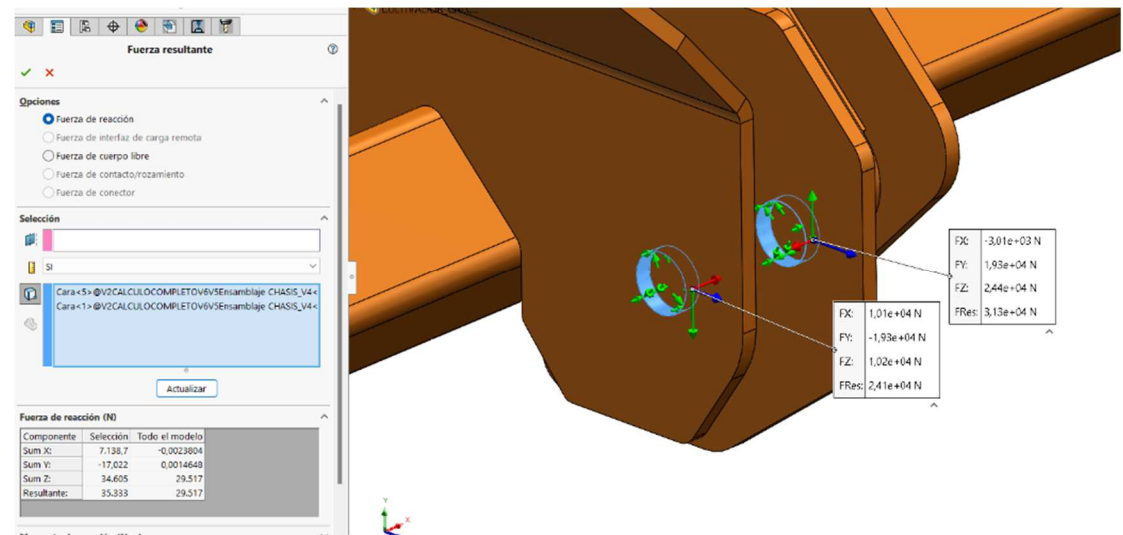 Fuerza resultante
Opciones
Fuerza de reacción
Fuerza de interfaz de carga remota
Fuerza de cuerpo libre
Fuerza de contacto/rozamiento
Fuerza de conector
Selección
SI
Cara<5>@V2CALCULOCOMPLETOV6V5Ensamblaje CHASIS_V4<
Cara<1>@V2CALCULOCOMPLETOV6V5Ensamblaje CHASIS_V4<
Actualizar
Fuerza de reacción (N)
Componente Selección Todo el modelo
Sum X: 7.138,7 -0,0023804
Sum Y: -17,022 0,0014648
Sum Z: 34.605 29.517
Resultante: 35.333 29.517
FX: -3,01e+03 N
FY: 1,93e+04 N
FZ: 2,44e+04 N
FRes: 3,13e+04 N
FX: 1,01e+04 N
FY: -1,93e+04 N
FZ: 1,02e+04 N
FRes: 2,41e+04 N
Y
X